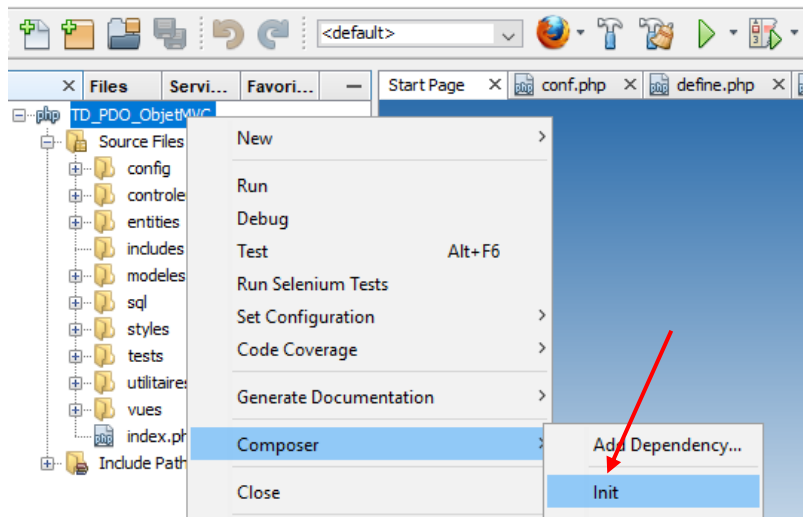 <default>
Files Servi... Favori...
Start Page conf.php define.php
TD_PDO_ObjetMVC
Source Files
config
controle
entities
includes
modeles
sql
styles
tests
utilitaires
vues
index.ph
Include Path
New
Run
Debug
Test Alt+F6
Run Selenium Tests
Set Configuration
Code Coverage
Generate Documentation
Composer
Close
Add Dependency...
Init